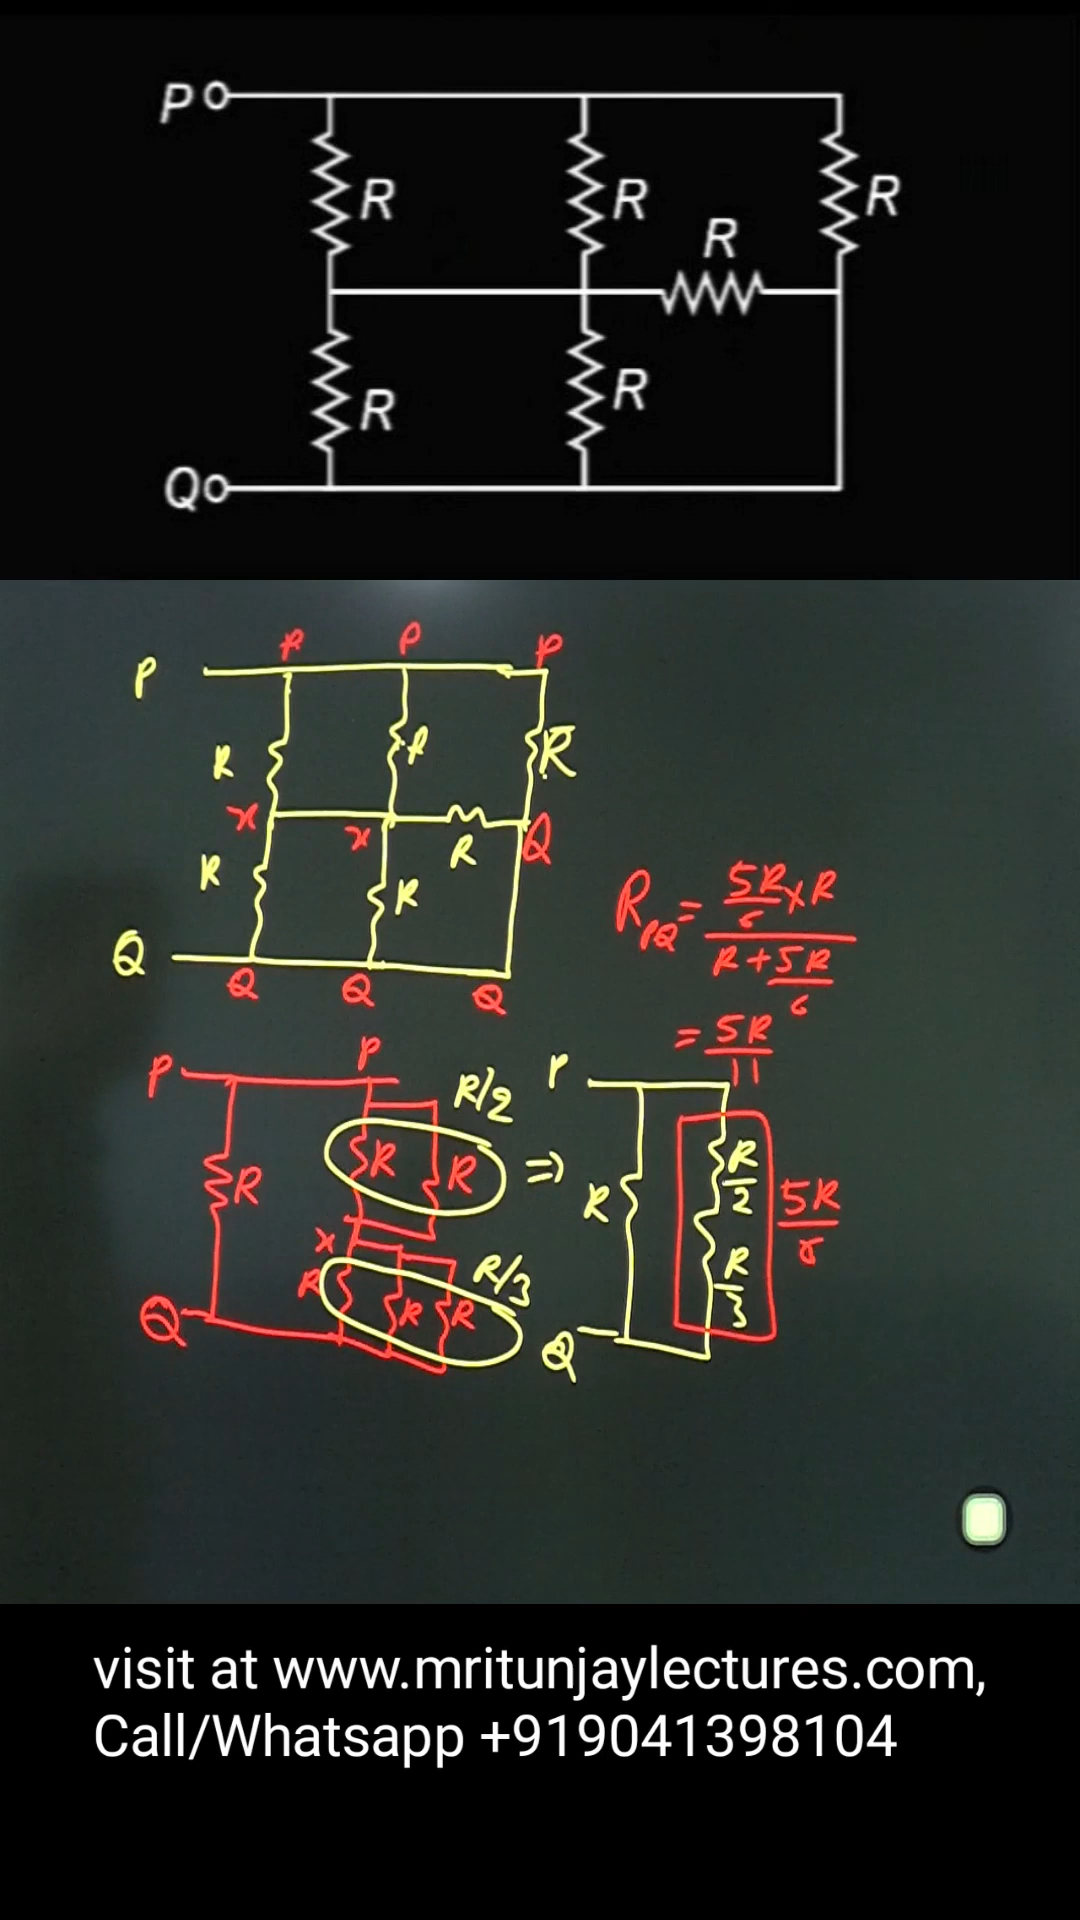 P
R R R
R
R R
Q
P P P
P
R R R
x x Q
R R R
Q
Q Q Q
R_PQ = (5R/6 × R)/(R + 5R/6)
= 5R/11
P P R/2 P
R R R ⇒ R R/2 5R/6
x
R R R R/3 R/3
Q Q
visit at www.mritunjaylectures.com,
Call/Whatsapp +919041398104